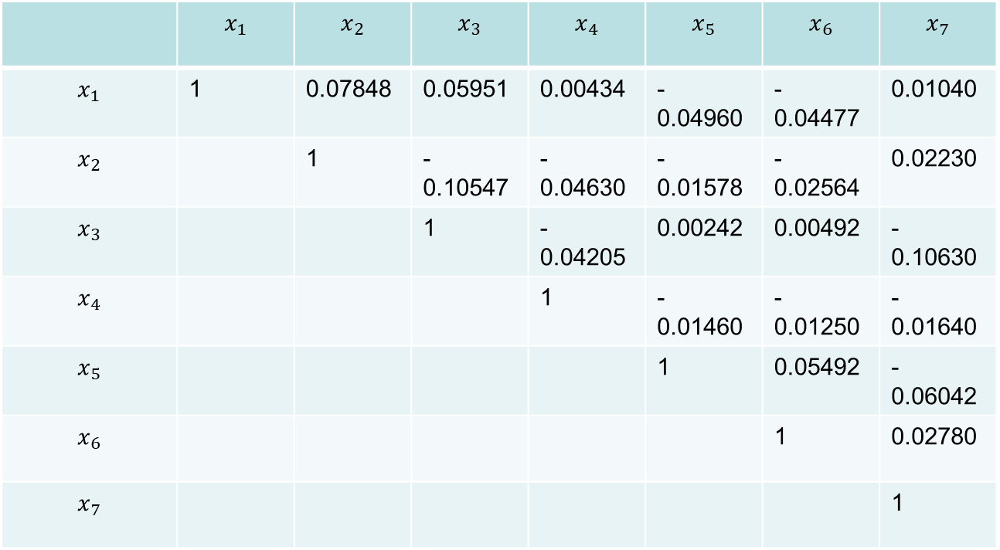 x₁ x₂ x₃ x₄ x₅ x₆ x₇
x₁ 1 0.07848 0.05951 0.00434 -0.04960 -0.04477 0.01040
x₂ 1 -0.10547 -0.04630 -0.01578 -0.02564 0.02230
x₃ 1 -0.04205 0.00242 0.00492 -0.10630
x₄ 1 -0.01460 -0.01250 -0.01640
x₅ 1 0.05492 -0.06042
x₆ 1 0.02780
x₇ 1